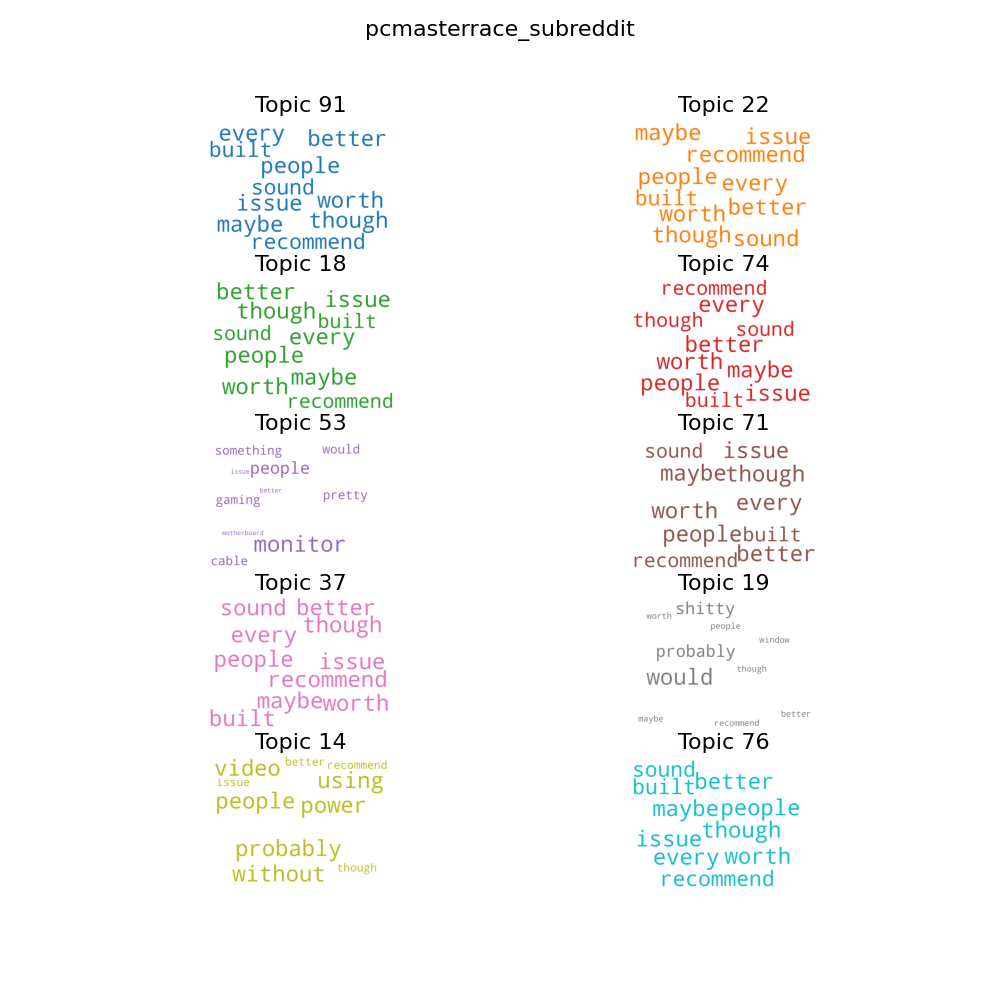 pcmasterrace_subreddit
Topic 91
every better
built
people
sound
issue worth
maybe though
recommend
Topic 22
maybe issue
recommend
people every
built
worth better
though sound
Topic 18
better issue
though built
sound every
people
worth maybe
recommend
Topic 74
recommend
every
though sound
better
worth maybe
people issue
built
Topic 53
something would
issue people
gaming better pretty
motherboard
monitor
cable
Topic 71
sound issue
maybe though
worth every
people built
recommend better
Topic 37
sound better
every though
people issue
recommend
maybe worth
built
Topic 19
worth shitty
people
window
probably
would though
maybe recommend better
Topic 14
video better recommend
issue using
people power
probably
without though
Topic 76
sound
built better
maybe people
issue though
every worth
recommend